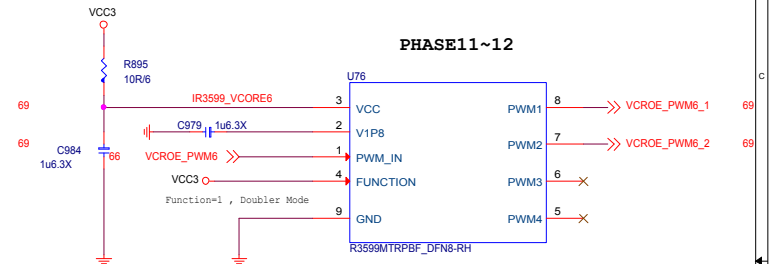 VCC3
PHASE11~12
R895
10R/6
U76
C
69
IR3599_VCORE6
3
VCC
PWM1
8
VCROE_PWM6_1
69
C979
1u6.3X
2
V1P8
69
C984
1u6.3X
66
VCROE_PWM6
1
PWM_IN
PWM2
7
VCROE_PWM6_2
69
VCC3
4
FUNCTION
PWM3
6
Function=1 , Doubler Mode
9
GND
PWM4
5
R3599MTRPBF_DFN8-RH